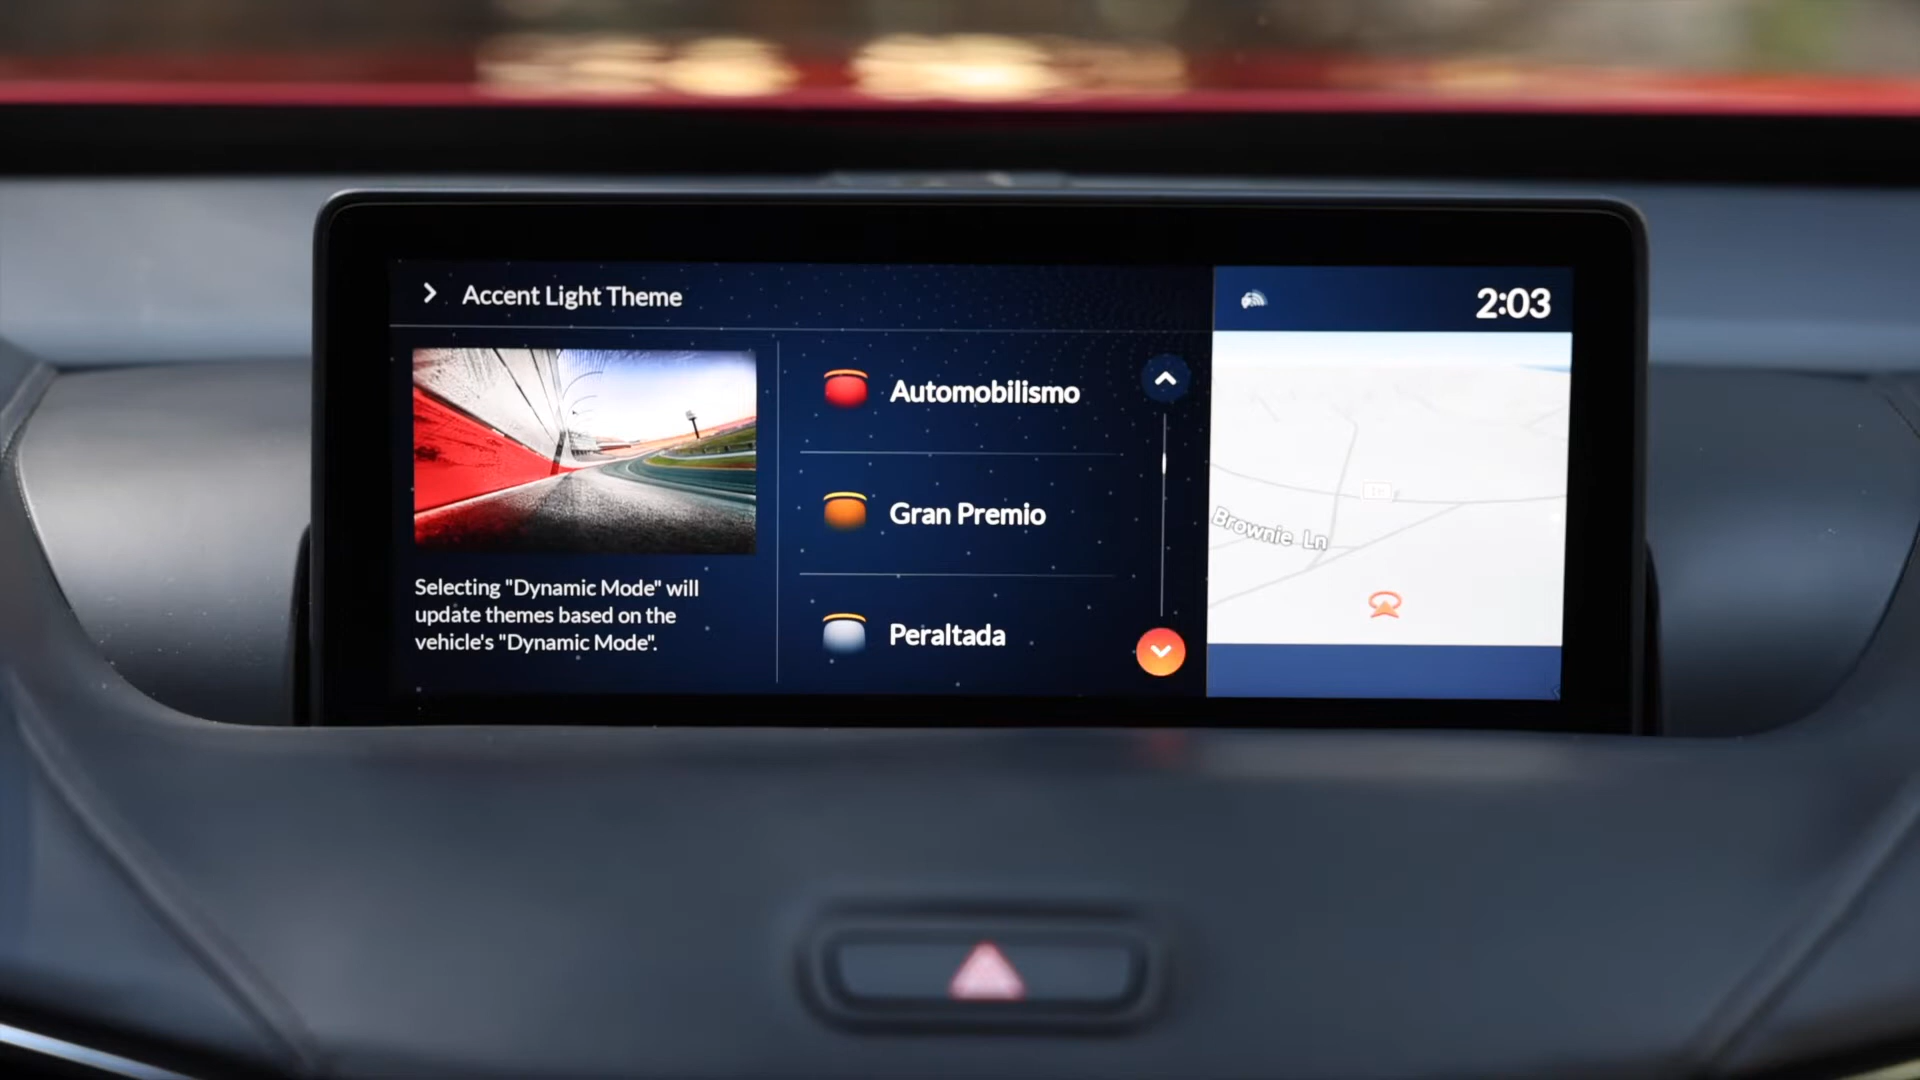 Accent Light Theme
2:03
Automobilismo
Gran Premio
Peraltada
Selecting "Dynamic Mode" will
update themes based on the
vehicle's "Dynamic Mode".
Brownie Ln